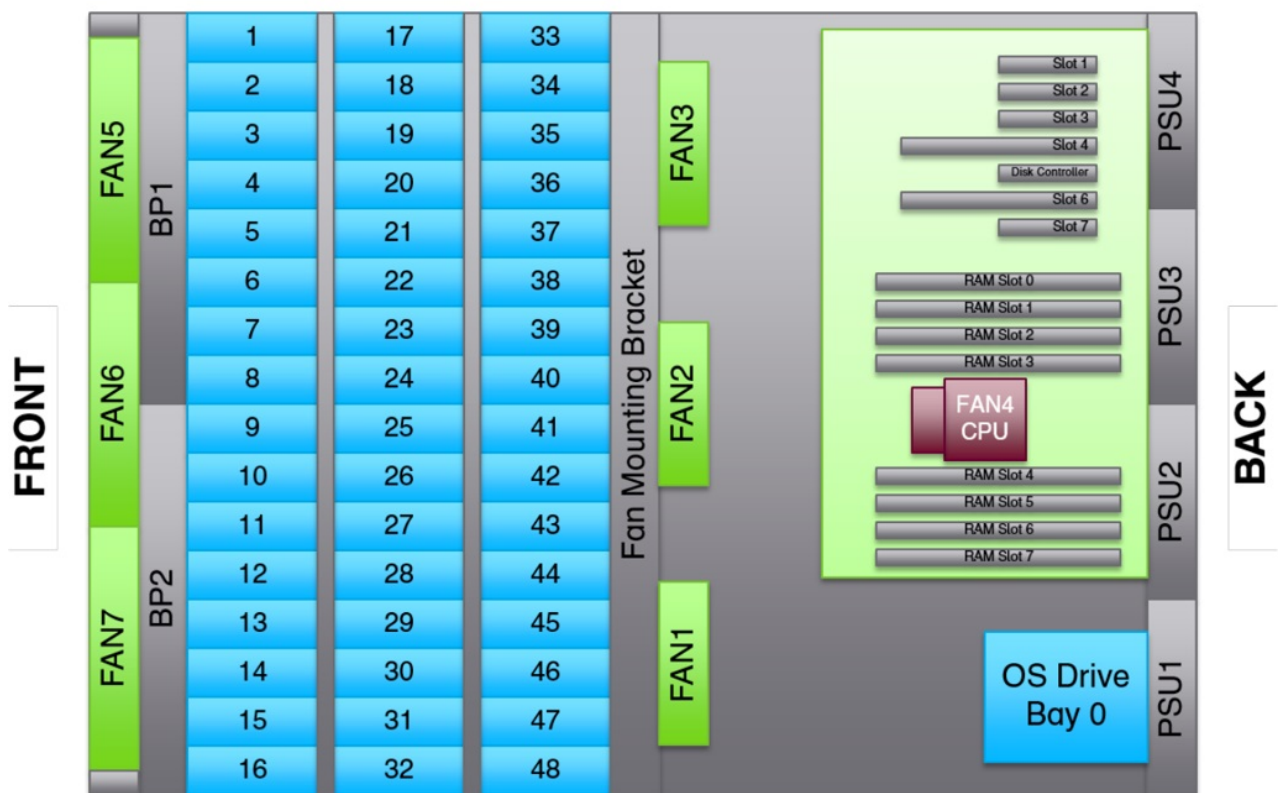 FRONT
FAN5
FAN6
FAN7
BP1
BP2
1
2
3
4
5
6
7
8
9
10
11
12
13
14
15
16
17
18
19
20
21
22
23
24
25
26
27
28
29
30
31
32
33
34
35
36
37
38
39
40
41
42
43
44
45
46
47
48
Fan Mounting Bracket
FAN3
FAN2
FAN1
Slot 1
Slot 2
Slot 3
Slot 4
Disk Controller
Slot 6
Slot 7
RAM Slot 0
RAM Slot 1
RAM Slot 2
RAM Slot 3
FAN4
CPU
RAM Slot 4
RAM Slot 5
RAM Slot 6
RAM Slot 7
OS Drive
Bay 0
PSU4
PSU3
PSU2
PSU1
BACK